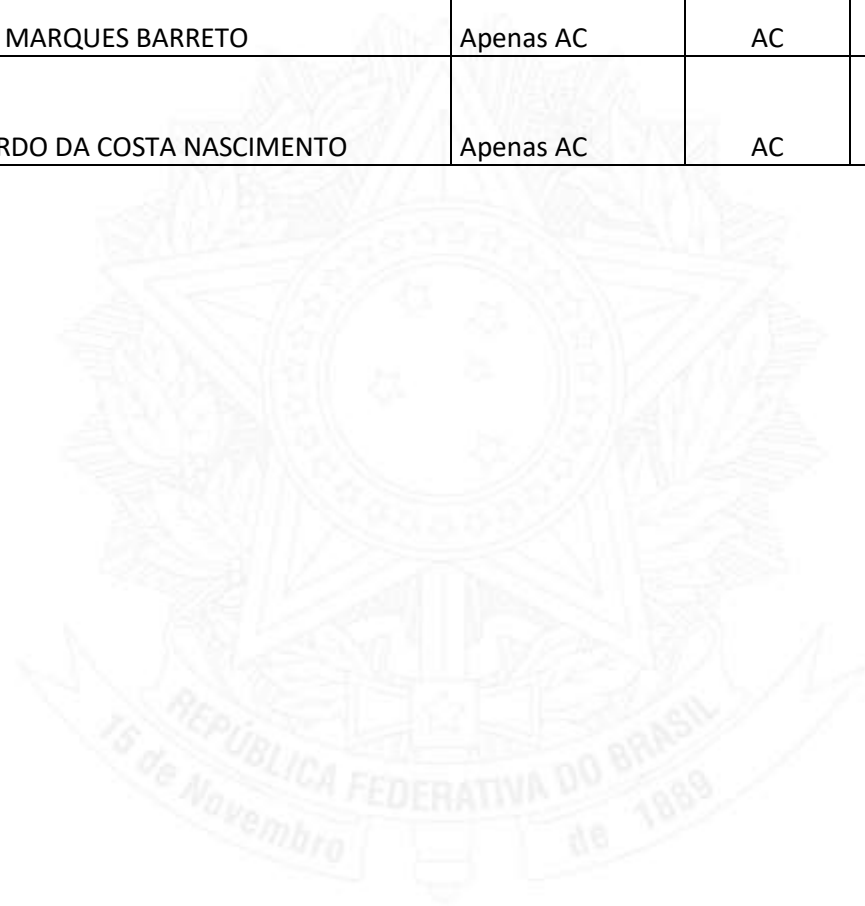 MARQUES BARRETO Apenas AC AC
RDO DA COSTA NASCIMENTO Apenas AC AC
REPÚBLICA FEDERATIVA DO BRASIL
15 de Novembro de 1889